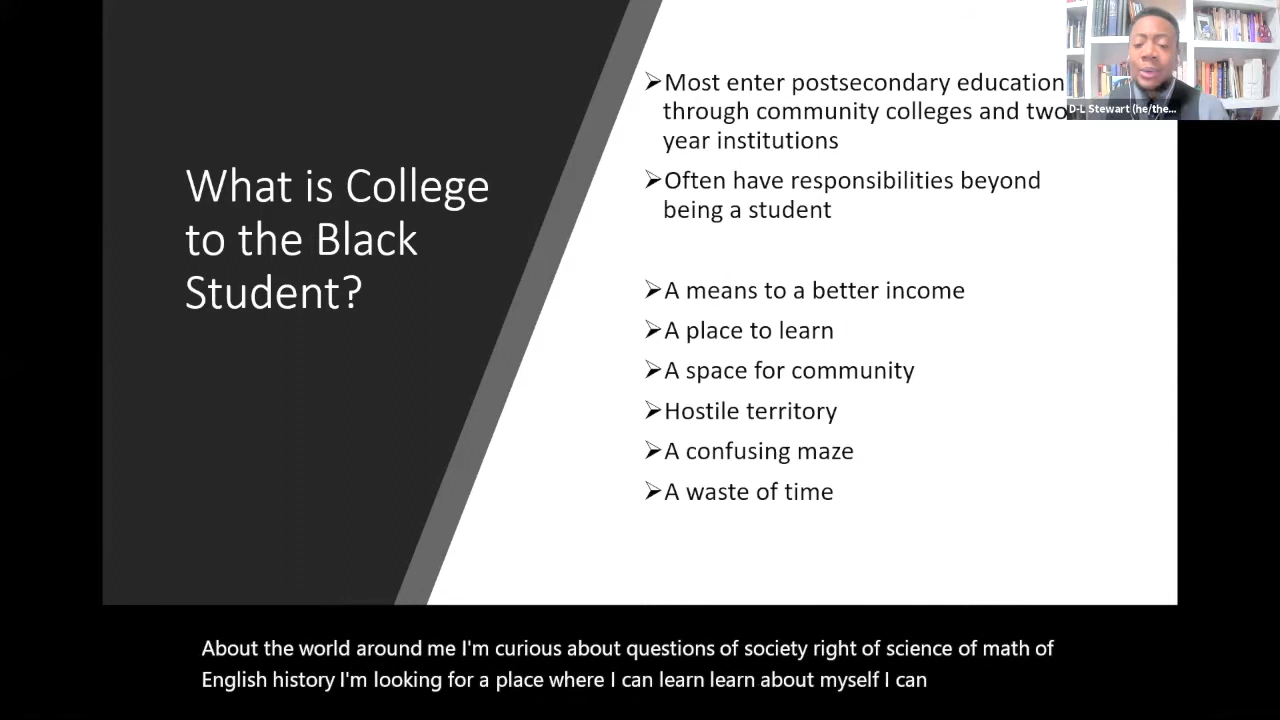 What is College
to the Black
Student?
➢Most enter postsecondary education
through community colleges and two
year institutions
➢Often have responsibilities beyond
being a student
➢A means to a better income
➢A place to learn
➢A space for community
➢Hostile territory
➢A confusing maze
➢A waste of time
D-L Stewart (he/the...
About the world around me I'm curious about questions of society right of science of math of
English history I'm looking for a place where I can learn learn about myself I can